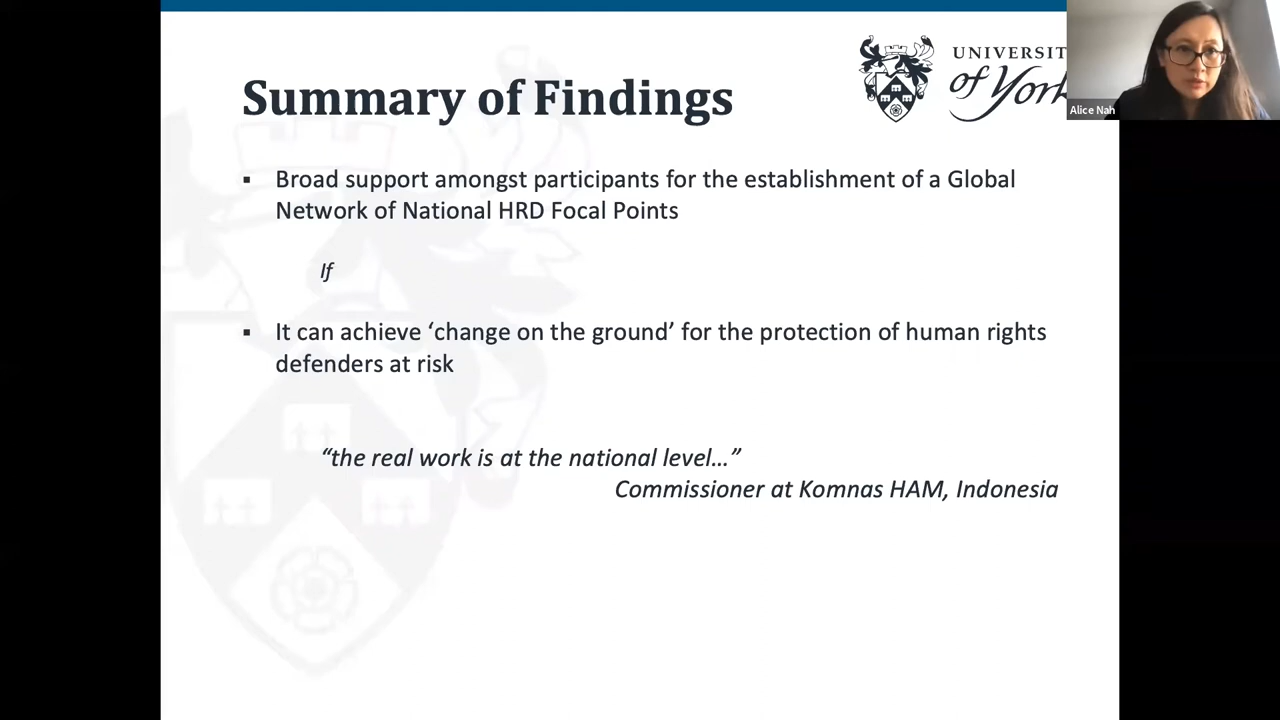 UNIVERSIT
of York
Alice Nah
Summary of Findings
▪ Broad support amongst participants for the establishment of a Global
Network of National HRD Focal Points
If
▪ It can achieve ‘change on the ground’ for the protection of human rights
defenders at risk
“the real work is at the national level…”
Commissioner at Komnas HAM, Indonesia